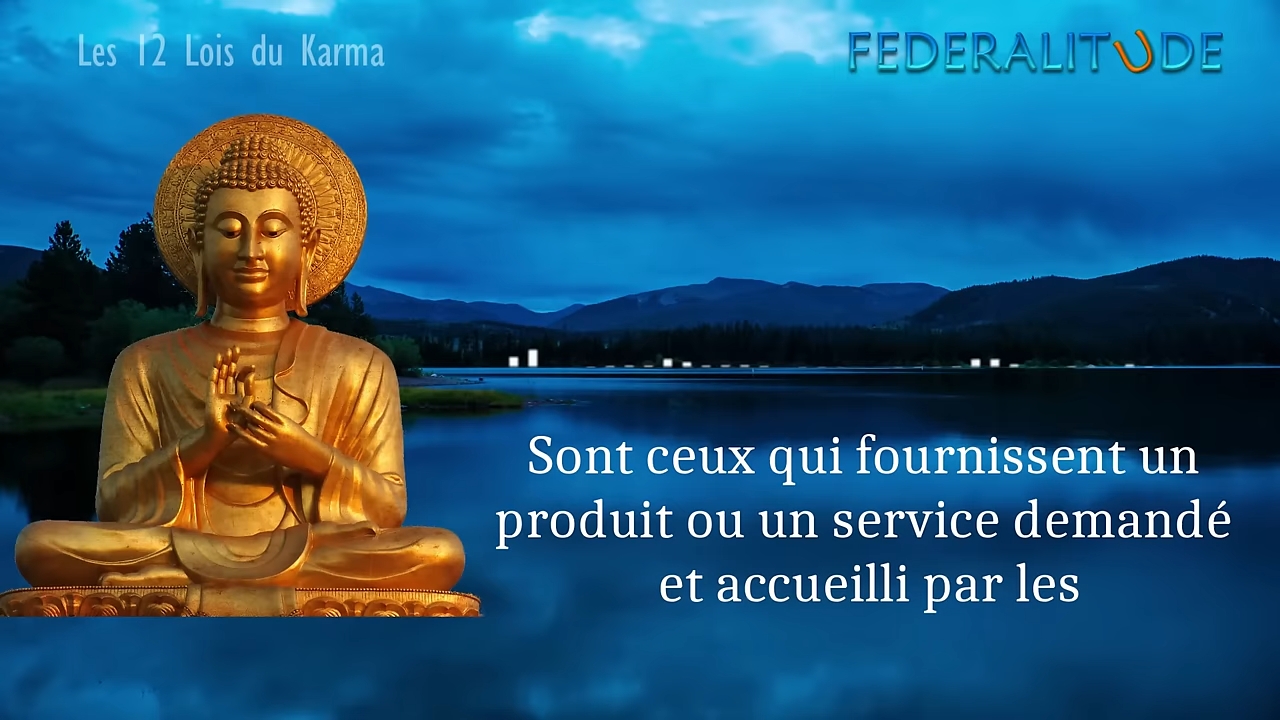 Les 12 Lois du Karma
FEDERALITUDE
Sont ceux qui fournissent un
produit ou un service demandé
et accueilli par les